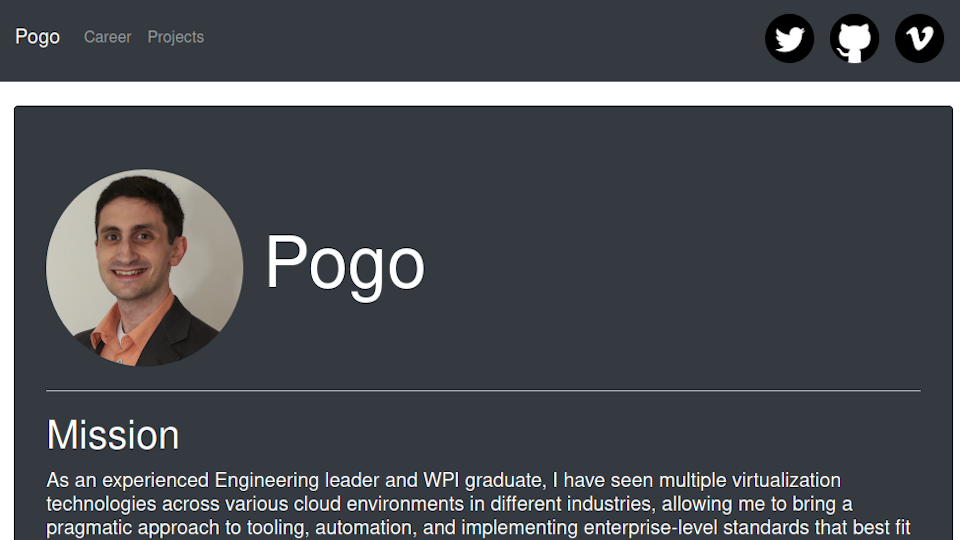 Pogo Career Projects
Pogo
Mission
As an experienced Engineering leader and WPI graduate, I have seen multiple virtualization
technologies across various cloud environments in different industries, allowing me to bring a
pragmatic approach to tooling, automation, and implementing enterprise-level standards that best fit